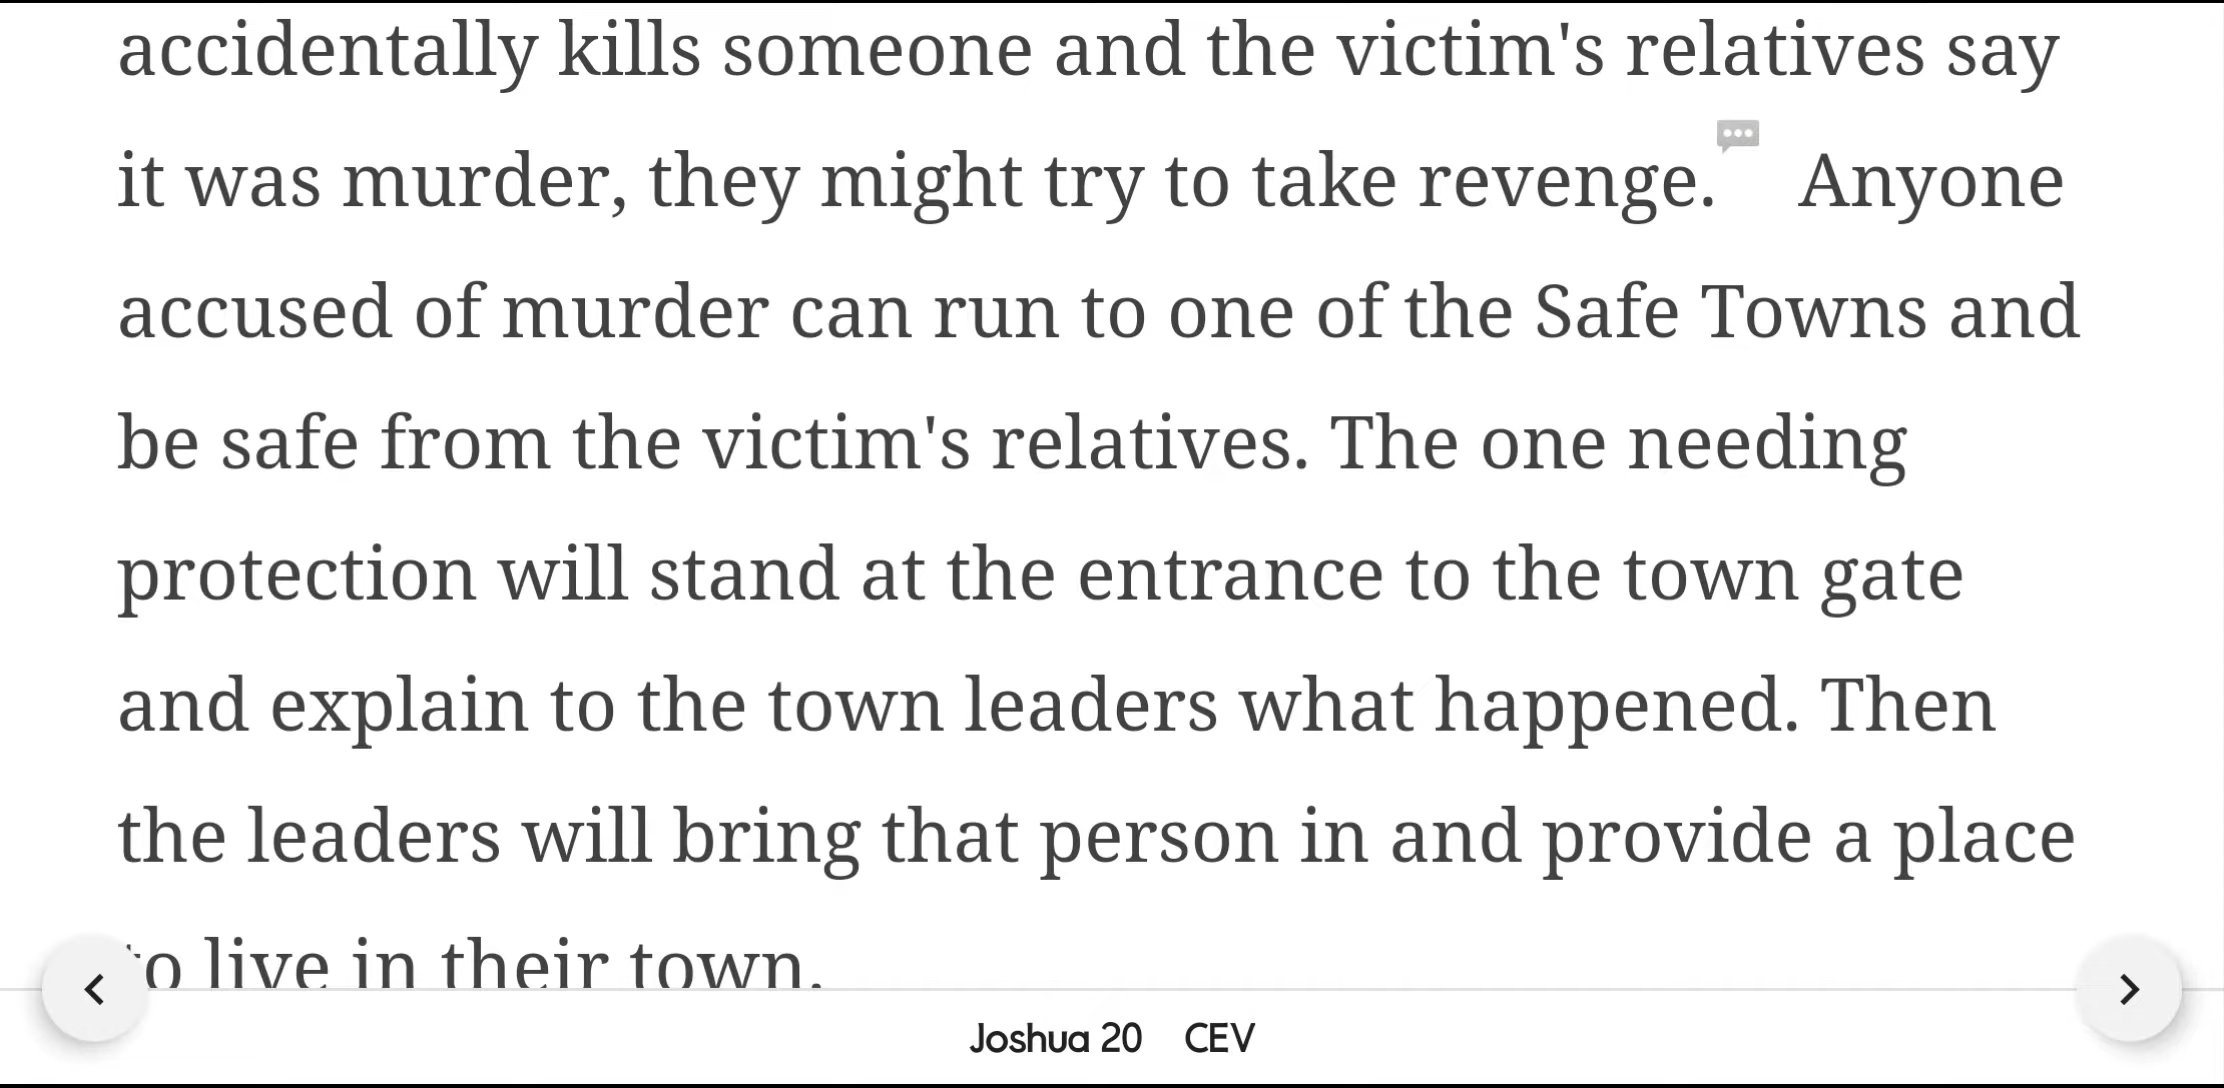 accidentally kills someone and the victim's relatives say
it was murder, they might try to take revenge. Anyone
accused of murder can run to one of the Safe Towns and
be safe from the victim's relatives. The one needing
protection will stand at the entrance to the town gate
and explain to the town leaders what happened. Then
the leaders will bring that person in and provide a place
to live in their town.
Joshua 20 CEV